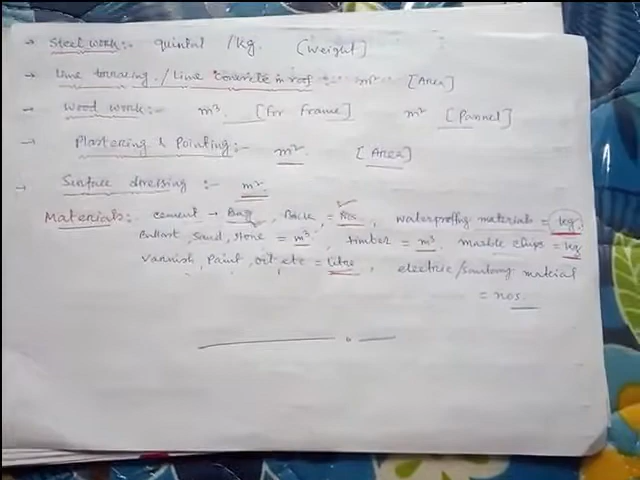 → Steel work:- quintal /kg. [Weight]
→ Lime terracing./Lime concrete in roof :- m² [Area]
→ Wood work:- m³ [For Frame] m² [Pannel]
→ Plastering & Pointing:- m² [Area]
→ Surface dressing :- m².
Materials: cement → Bag, Brick = Nos, waterproffing materials = kg.
Ballast, sand, stone = m³, timber = m³ marble chips = kg
Varnish, Paint, oil etc = litre, electric/sanitary material
= nos.